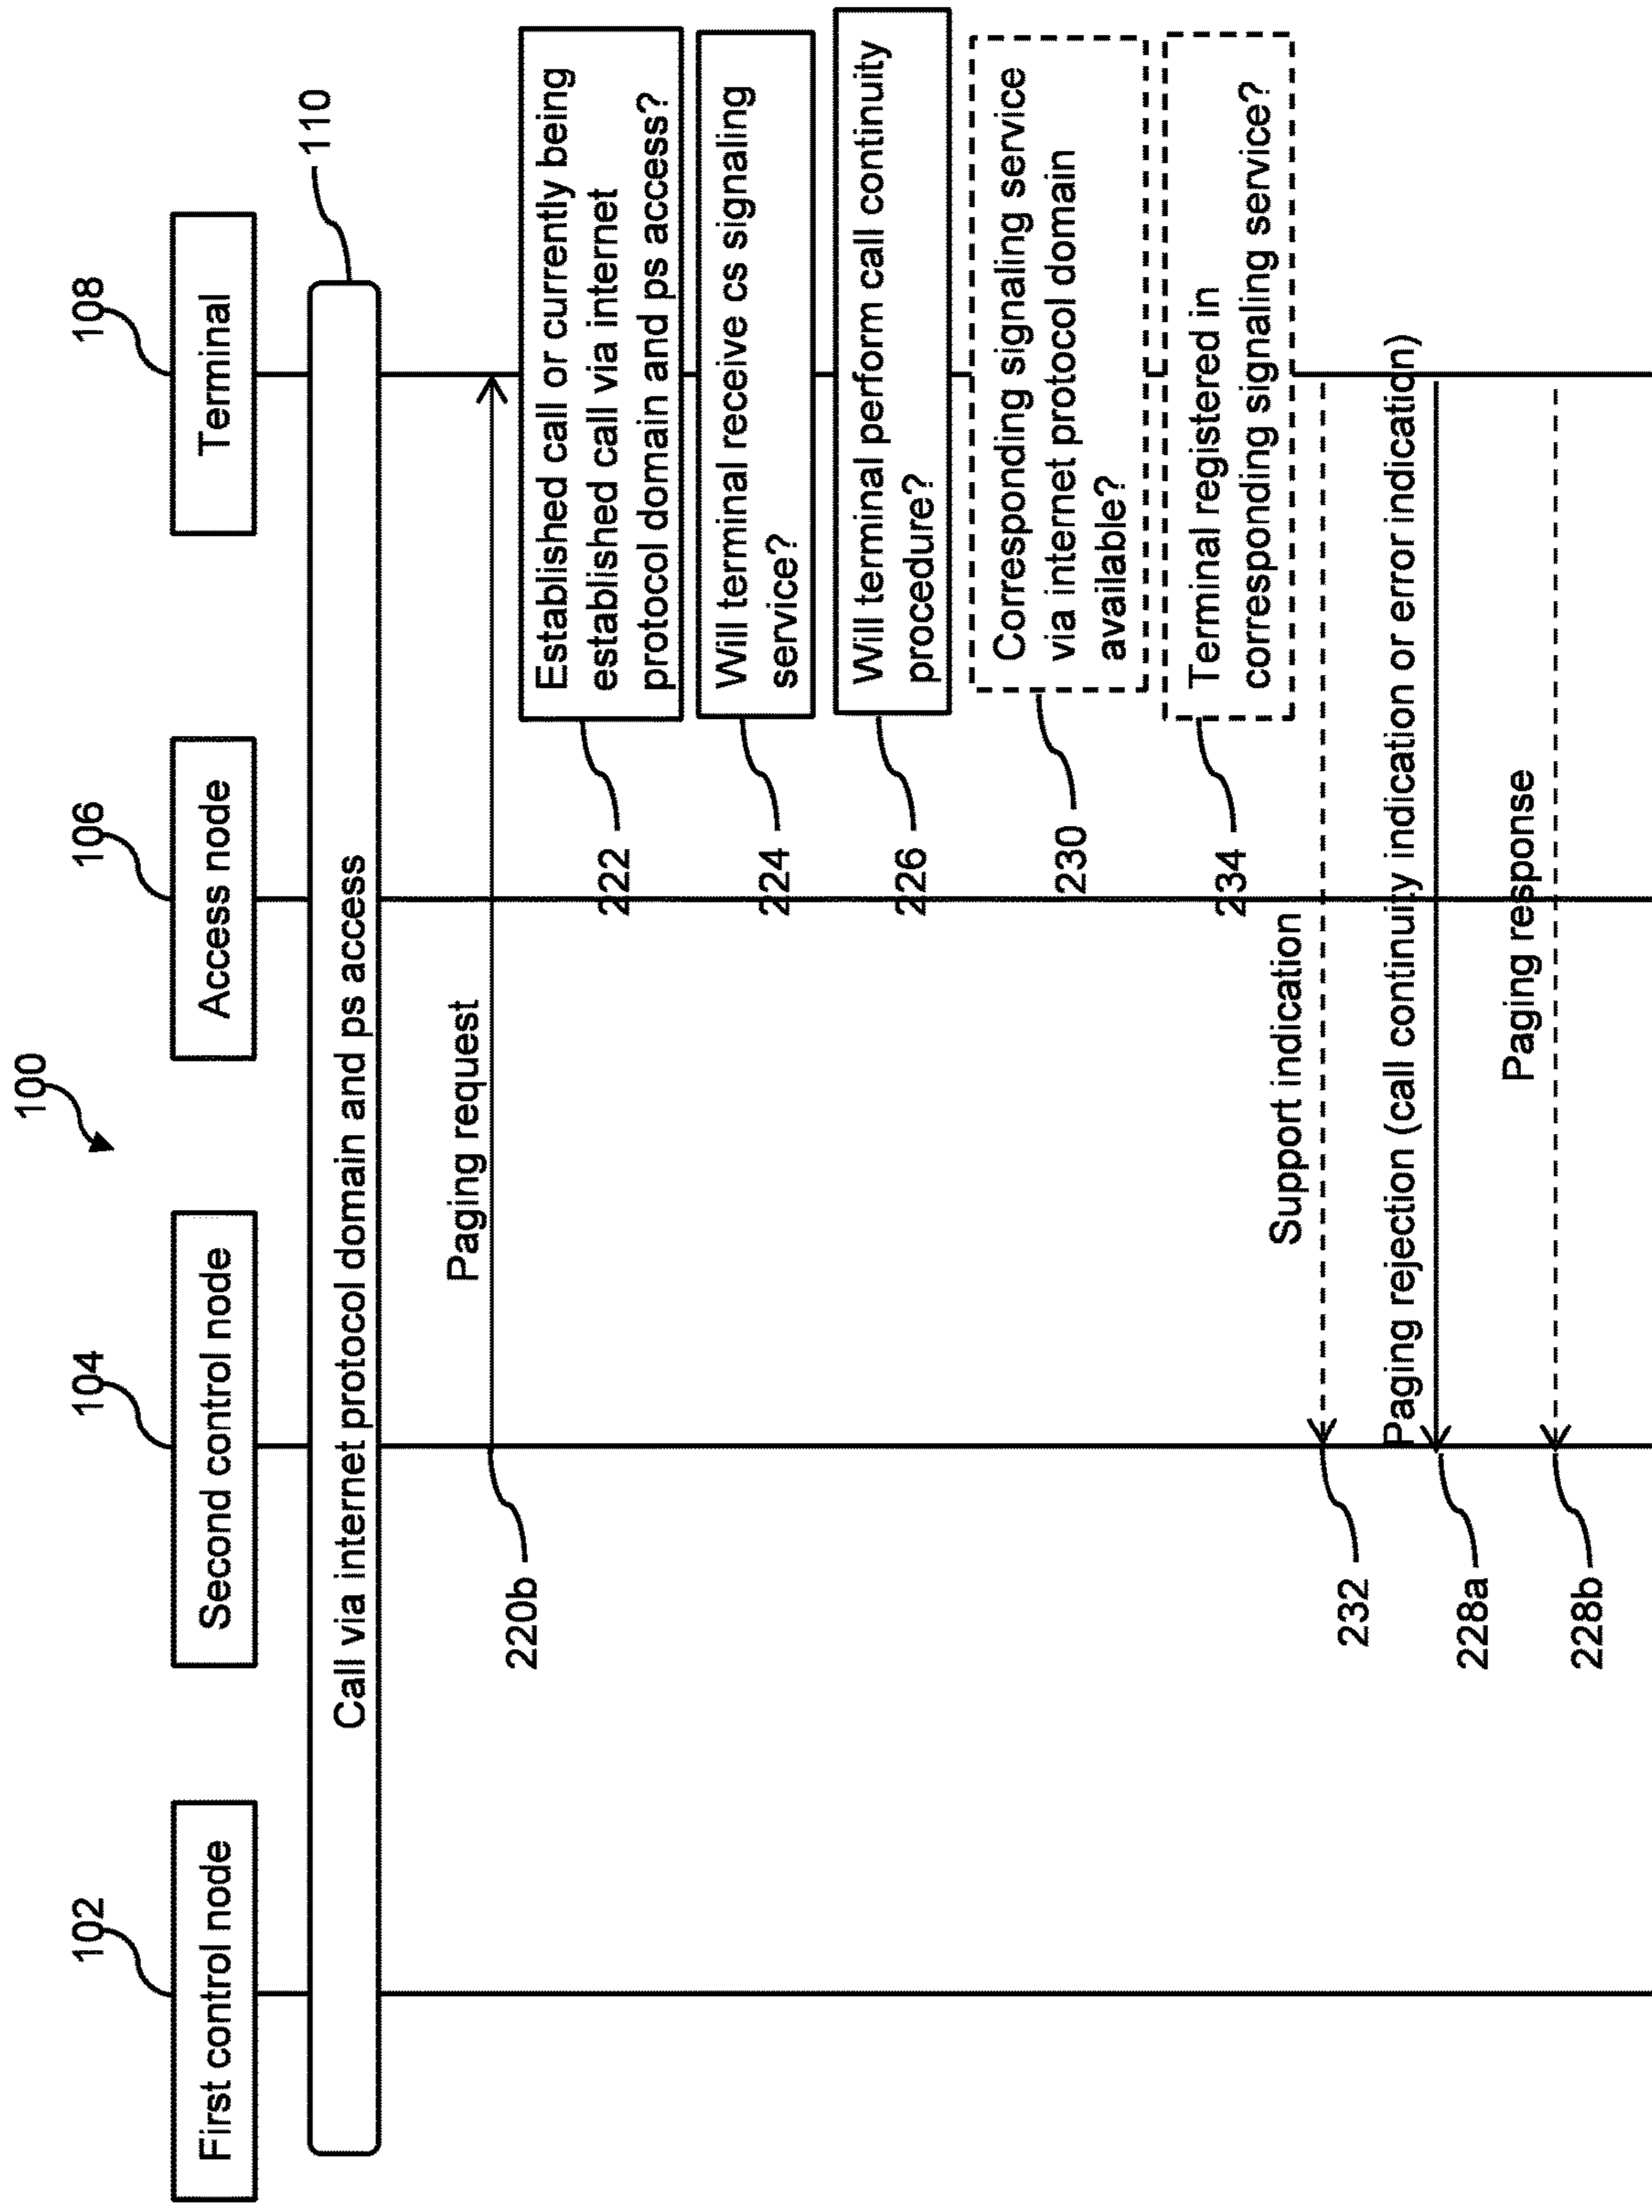 100
102
104
106
108
First control node
Second control node
Access node
Terminal
110
Call via internet protocol domain and ps access
Paging request
220b
Established call or currently being
established call via internet
protocol domain and ps access?
222
Will terminal receive cs signaling
service?
224
Will terminal perform call continuity
procedure?
226
Corresponding signaling service
via internet protocol domain
available?
230
Terminal registered in
corresponding signaling service?
234
Support indication
232
Paging rejection (call continuity indication or error indication)
228a
Paging response
228b